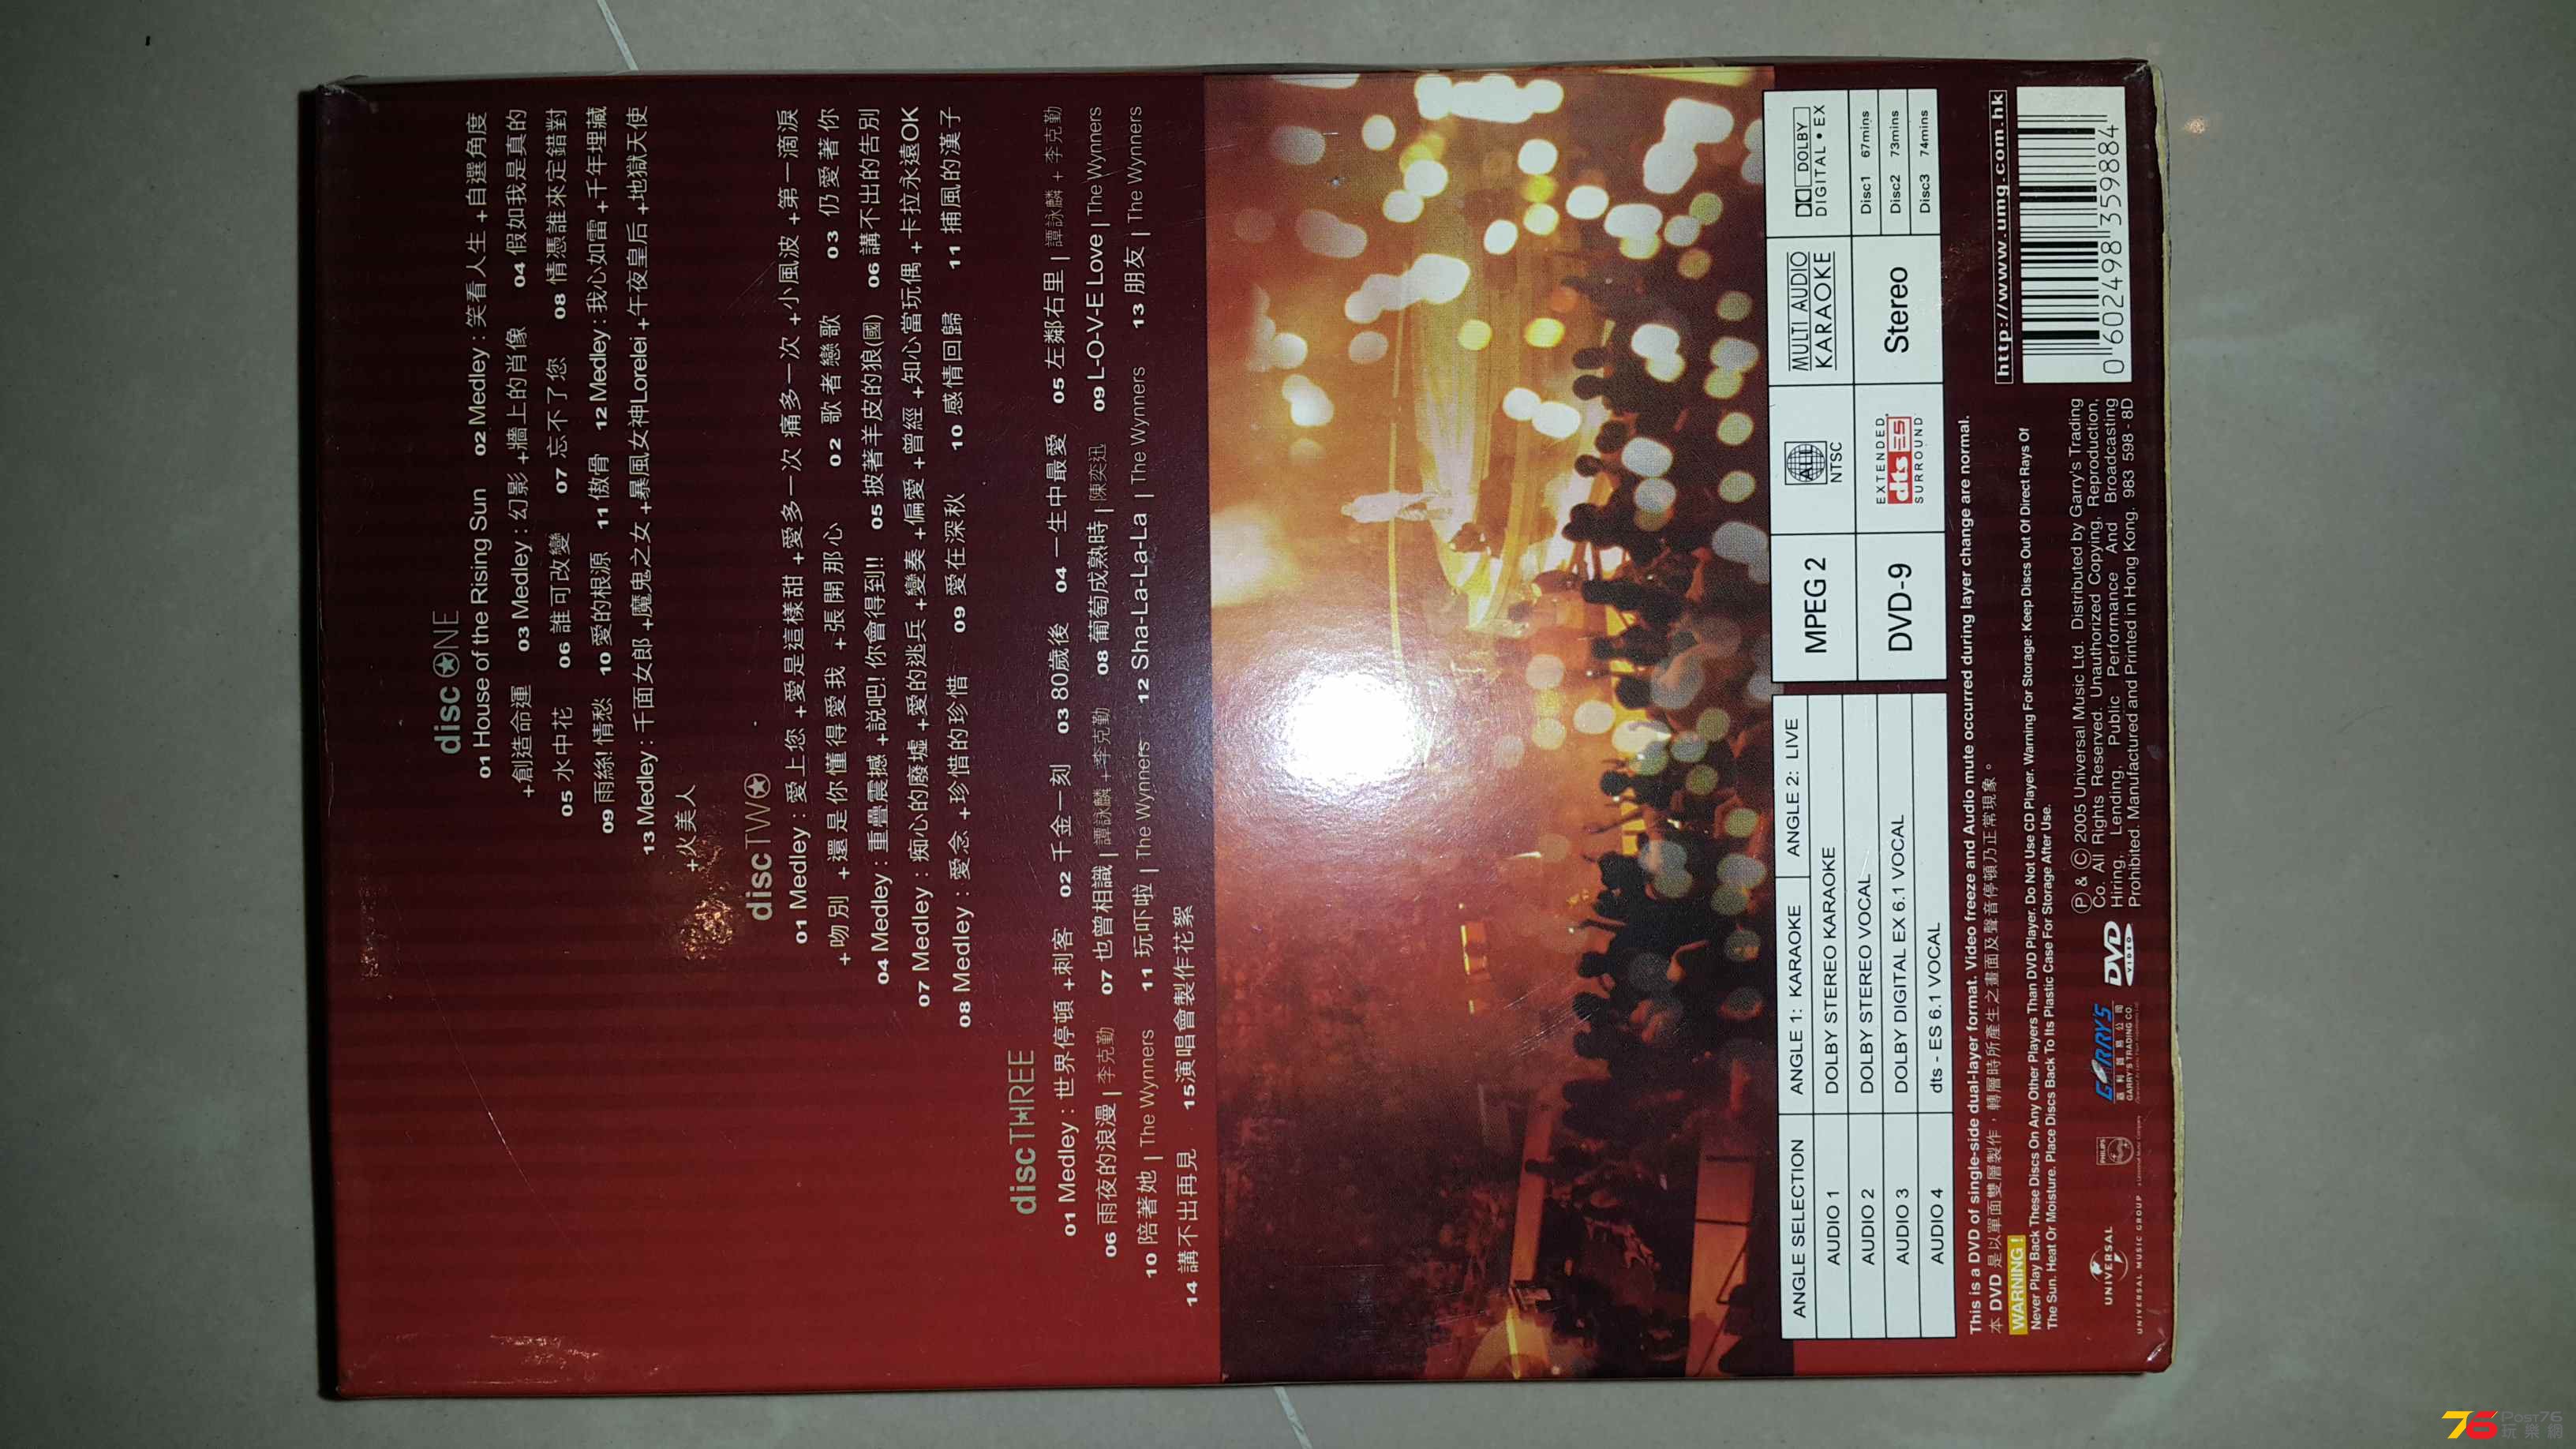 disc ONE
01 House of the Rising Sun 02 Medley : 笑看人生 +自選角度
+創造命運 03 Medley : 幻影 +牆上的肖像 04 假如我是真的
05 水中花 06 誰可改變 07 忘不了您 08 情憑誰來定錯對
09 雨絲!情愁 10 愛的根源 11 傲骨 12 Medley : 我心如雷 +千年埋藏
13 Medley : 千面女郎 +魔鬼之女 +暴風女神Lorelei +午夜皇后 +地獄天使
+火美人
disc TWO
01 Medley : 愛上您 +愛是這樣甜 +愛多一次痛多一次 +小風波 +第一滴淚
+ 吻別 +還是你懂得愛我 +張開那心 02 歌者戀歌 03 仍愛著你
04 Medley : 重疊震撼 +說吧!你會得到!! 05 披著羊皮的狼(國) 06 講不出的告別
07 Medley : 痴心的廢墟 +愛的逃兵 +變奏 +偏愛 +曾經 +知心當玩偶 +卡拉永遠OK
08 Medley : 愛念 +珍惜的珍惜 09 愛在深秋 10 感情回歸 11 捕風的漢子
disc THREE
01 Medley : 世界停頓 +刺客 02 千金一刻 03 80歲後 04 一生中最愛 05 左鄰右里 | 譚詠麟 + 李克勤
06 雨夜的浪漫 | 李克勤 07 也曾相識 | 譚詠麟 +李克勤 08 葡萄成熟時 | 陳奕迅 09 L-O-V-E Love | The Wynners
10 陪著她 | The Wynners 11 玩吓啦 | The Wynners 12 Sha-La-La-La | The Wynners 13 朋友 | The Wynners
14 講不出再見 15演唱會製作花絮
ANGLE SELECTION ANGLE 1: KARAOKE ANGLE 2: LIVE
AUDIO 1 DOLBY STEREO KARAOKE
AUDIO 2 DOLBY STEREO VOCAL
AUDIO 3 DOLBY DIGITAL EX 6.1 VOCAL
AUDIO 4 dts - ES 6.1 VOCAL
MPEG 2
ALL
NTSC
MULTI AUDIO
KARAOKE
DOLBY
DIGITAL • EX
DVD-9
EXTENDED
dts ES
SURROUND
Stereo
Disc1 67mins
Disc2 73mins
Disc3 74mins
This is a DVD of single-side dual-layer format. Video freeze and Audio mute occurred during layer change are normal.
本 DVD 是以單面雙層製作，轉層時所產生之畫面及聲音停頓乃正常現象。
WARNING !
Never Play Back These Discs On Any Other Players Than DVD Player. Do Not Use CD Player. Warning For Storage: Keep Discs Out Of Direct Rays Of
The Sun. Heat Or Moisture. Place Discs Back To Its Plastic Case For Storage After Use.
http://www.umg.com.hk
0 602498 359884
UNIVERSAL
UNIVERSAL MUSIC GROUP
PHILIPS
GARRY'S
GARRY'S TRADING CO.
DVD
VIDEO
Ⓟ & Ⓒ 2005 Universal Music Ltd. Distributed by Garry's Trading
Co. All Rights Reserved. Unauthorized Copying, Reproduction,
Hiring, Lending, Public Performance And Broadcasting
Prohibited. Manufactured and Printed in Hong Kong. 983 598 - 8D
76 POST76
玩樂網